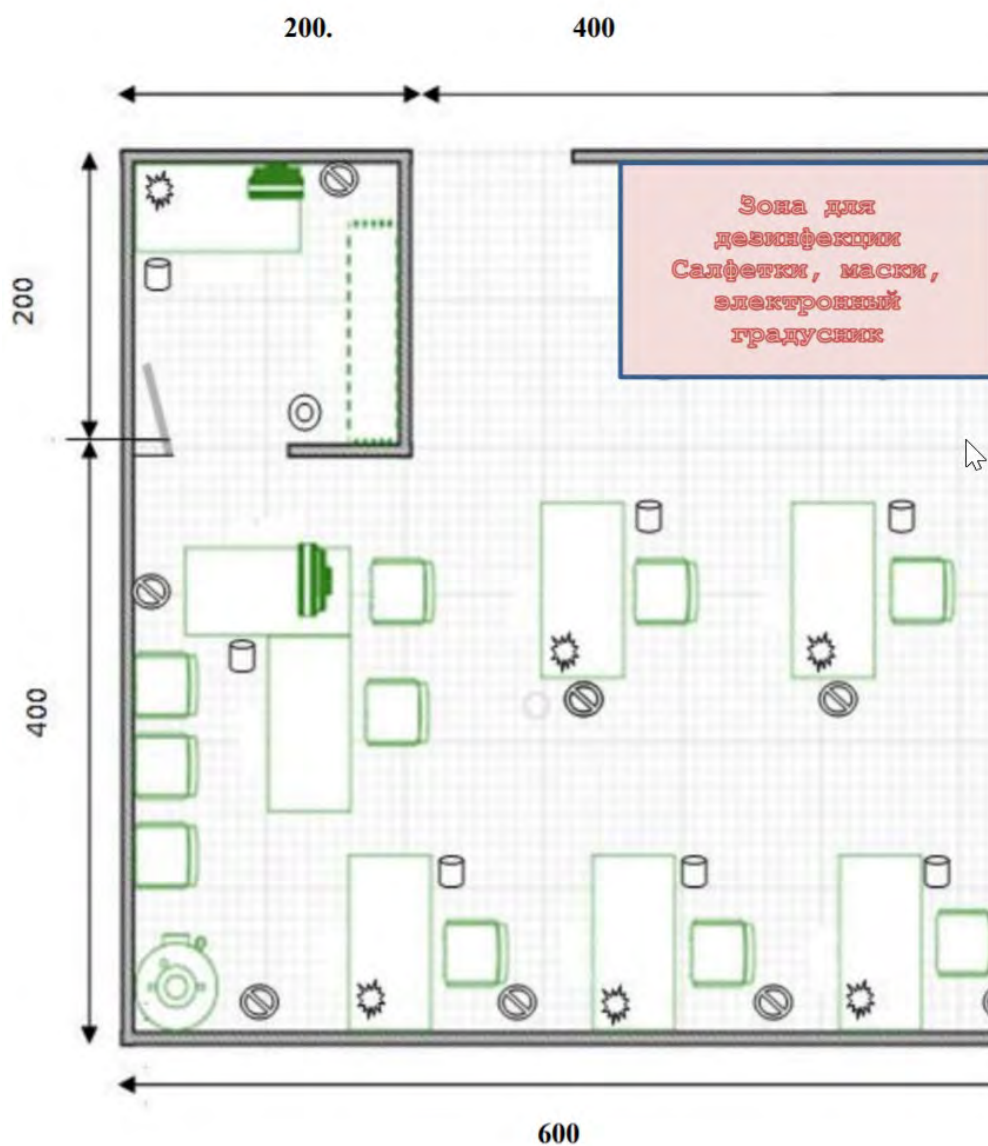 200. 400
200
Зона для
дезинфекции
Салфетки, маски,
электронный
градусник
400
600